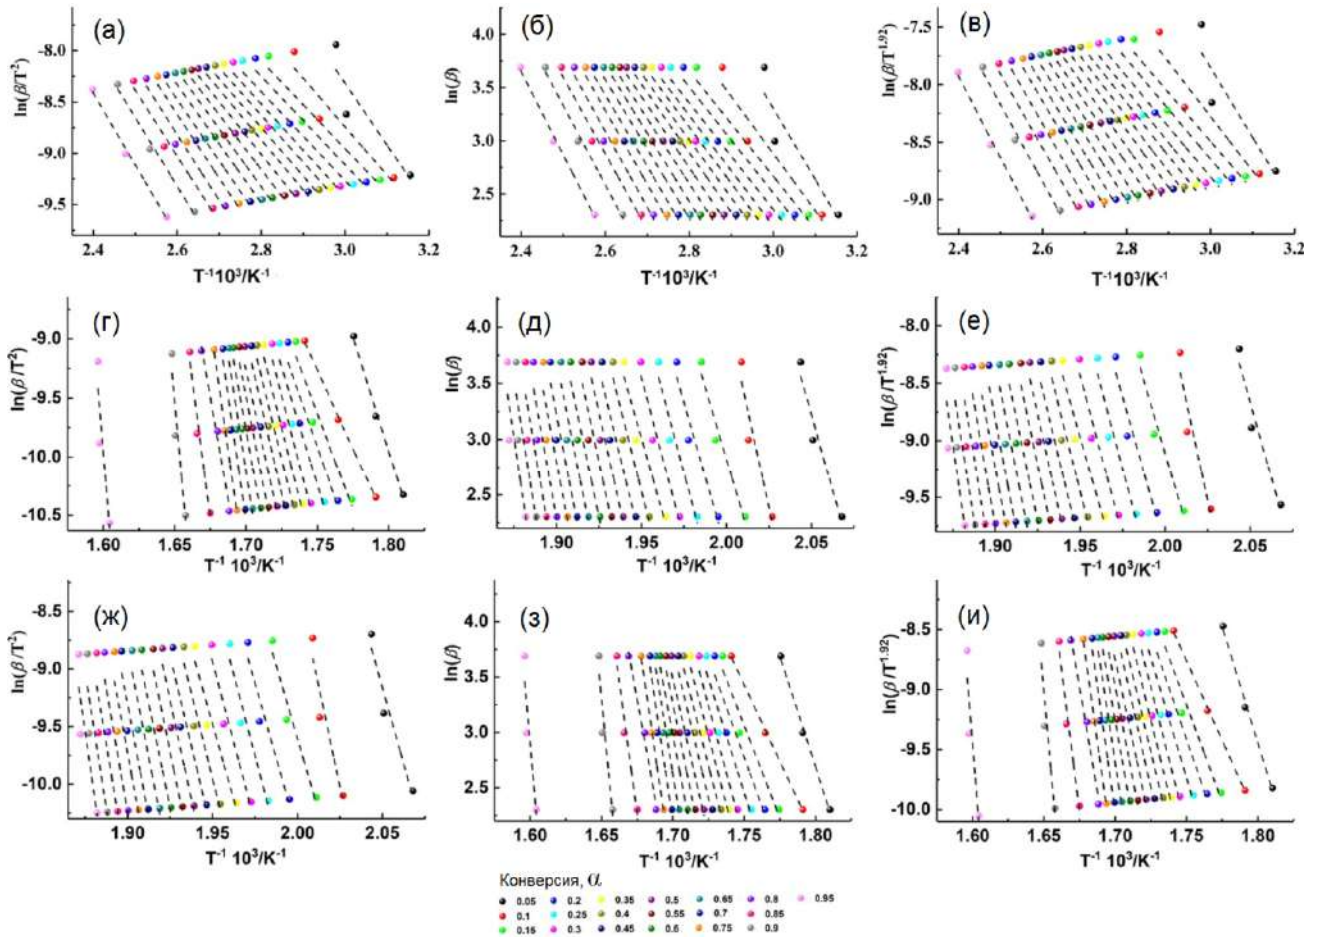 (а) (б) (в)
ln(β/T²) ln(β) ln(β/T^1.92)
-8.0 4.0 -7.5
-8.5 3.5 -8.0
-9.0 3.0 -8.5
-9.5 2.5 -9.0
2.4 2.6 2.8 3.0 3.2 2.4 2.6 2.8 3.0 3.2 2.4 2.6 2.8 3.0 3.2
T⁻¹10³/K⁻¹ T⁻¹10³/K⁻¹ T⁻¹10³/K⁻¹
(г) (д) (е)
ln(β/T²) ln(β) ln(β/T^1.92)
-9.0 4.0 -8.0
-9.5 3.5 -8.5
-10.0 3.0 -9.0
-10.5 2.5 -9.5
1.60 1.65 1.70 1.75 1.80 1.90 1.95 2.00 2.05 1.90 1.95 2.00 2.05
T⁻¹ 10³/K⁻¹ T⁻¹ 10³/K⁻¹ T⁻¹ 10³/K⁻¹
(ж) (з) (и)
ln(β/T²) ln(β) ln(β/T^1.92)
-8.5 4.0 -8.5
-9.0 3.5 -9.0
-9.5 3.0 -9.5
-10.0 2.5 -10.0
1.90 1.95 2.00 2.05 1.60 1.65 1.70 1.75 1.80 1.60 1.65 1.70 1.75 1.80
T⁻¹ 10³/K⁻¹ T⁻¹ 10³/K⁻¹ T⁻¹ 10³/K⁻¹
Конверсия, α
0.05 0.2 0.35 0.5 0.65 0.8 0.95
0.1 0.25 0.4 0.55 0.7 0.85
0.15 0.3 0.45 0.6 0.75 0.9